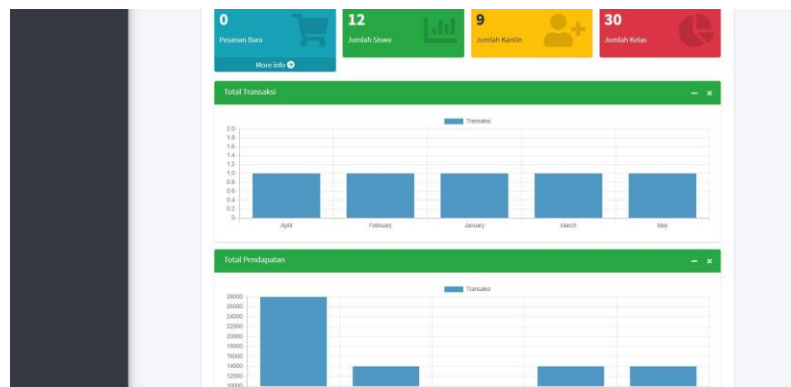 0
Pesanan Baru
More info
12
Jumlah Siswa
9
Jumlah Kantin
30
Jumlah Kelas
Total Transaksi
Transaksi
2.0
1.8
1.6
1.4
1.2
1.0
0.8
0.6
0.4
0.2
0
April
February
January
March
May
Total Pendapatan
Transaksi
28000
26000
24000
22000
20000
18000
16000
14000
12000
10000